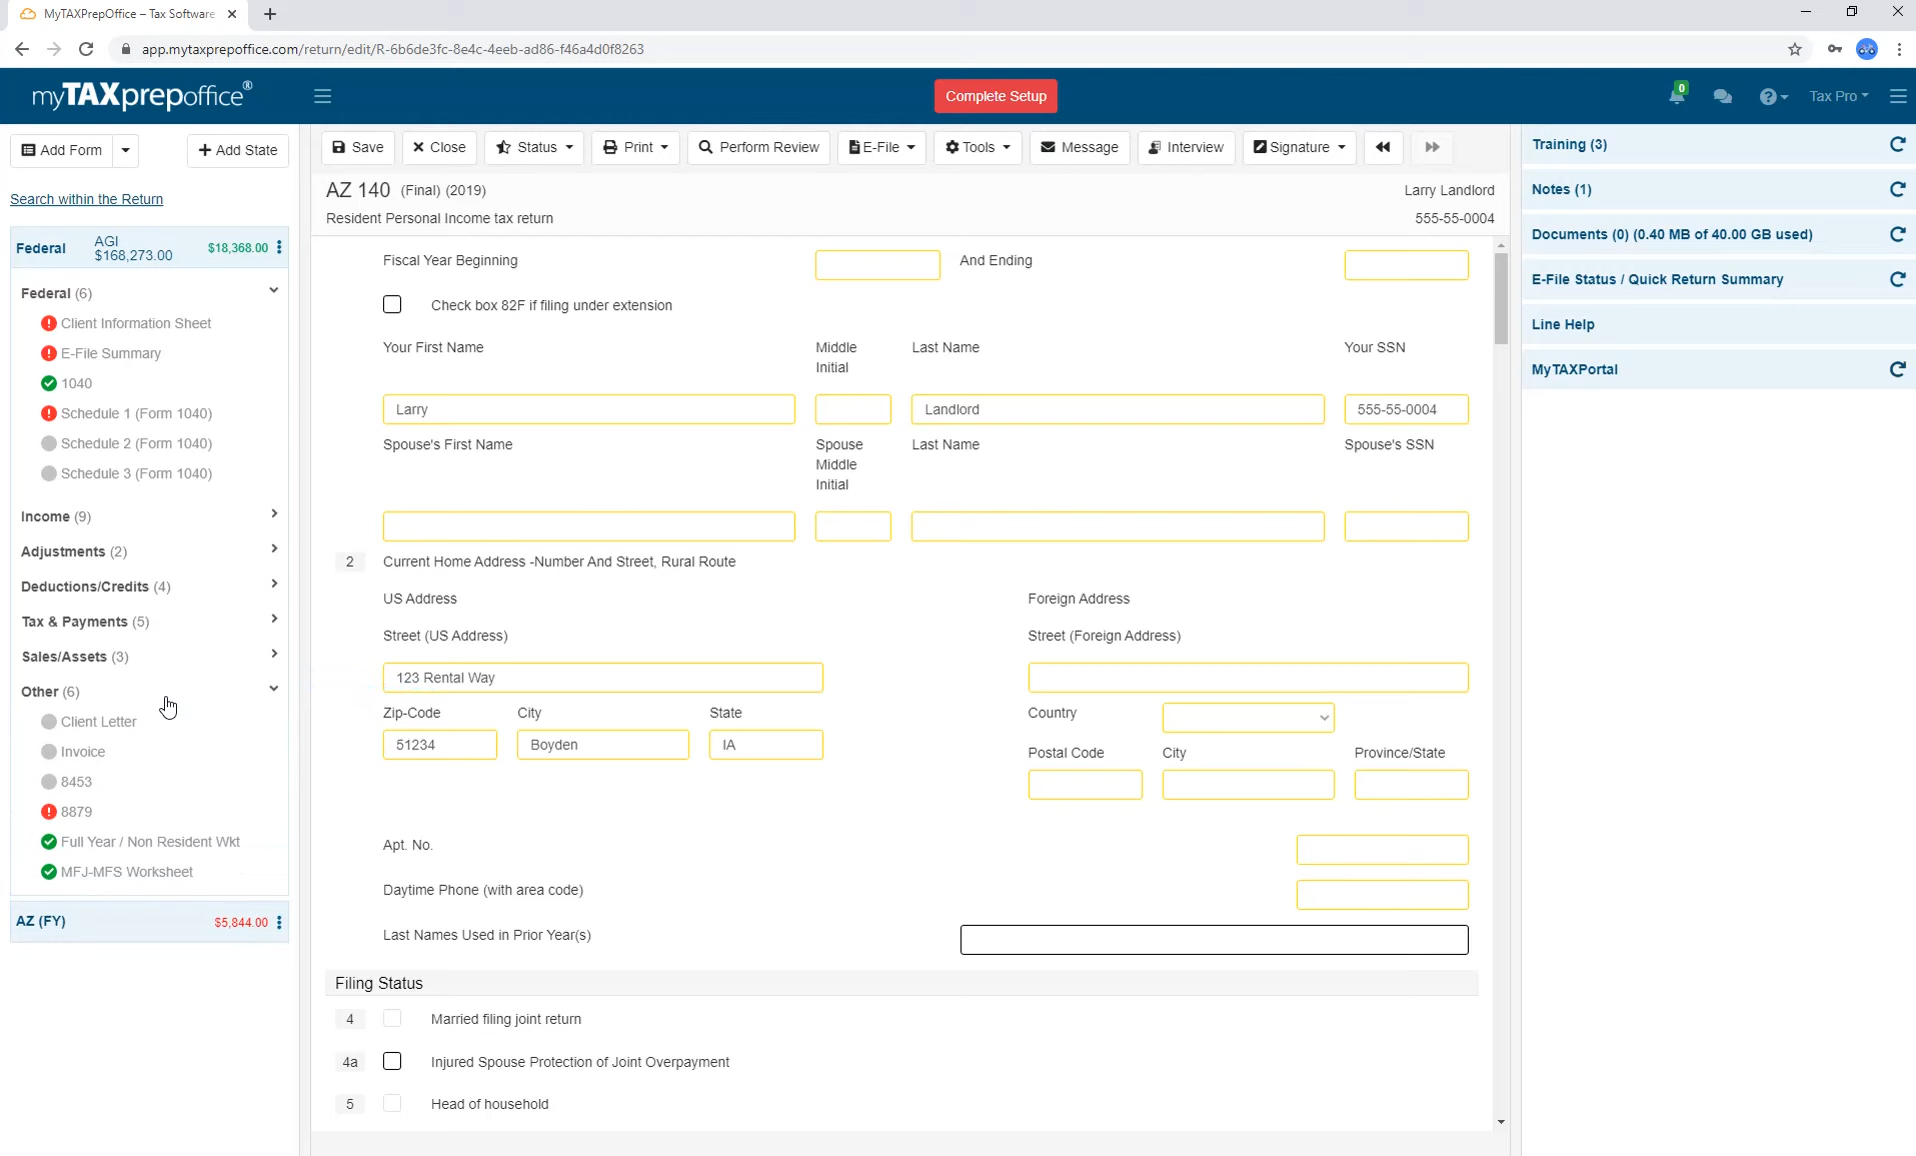 MyTAXPrepOffice – Tax Software
app.mytaxprepoffice.com/return/edit/R-6b6de3fc-8e4c-4eeb-ad86-f46a4d0f8263
myTAXprepoffice®
Complete Setup
0
Tax Pro
Add Form
+ Add State
Search within the Return
Federal AGI $168,273.00 $18,368.00
Federal (6)
Client Information Sheet
E-File Summary
1040
Schedule 1 (Form 1040)
Schedule 2 (Form 1040)
Schedule 3 (Form 1040)
Income (9)
Adjustments (2)
Deductions/Credits (4)
Tax & Payments (5)
Sales/Assets (3)
Other (6)
Client Letter
Invoice
8453
8879
Full Year / Non Resident Wkt
MFJ-MFS Worksheet
AZ (FY) $5,844.00
Save Close Status Print Perform Review E-File Tools Message Interview Signature
AZ 140 (Final) (2019) Larry Landlord
Resident Personal Income tax return 555-55-0004
Fiscal Year Beginning And Ending
Check box 82F if filing under extension
Your First Name Middle Initial Last Name Your SSN
Larry Landlord 555-55-0004
Spouse's First Name Spouse Middle Initial Last Name Spouse's SSN
2 Current Home Address -Number And Street, Rural Route
US Address Foreign Address
Street (US Address) Street (Foreign Address)
123 Rental Way
Zip-Code City State Country
51234 Boyden IA
Postal Code City Province/State
Apt. No.
Daytime Phone (with area code)
Last Names Used in Prior Year(s)
Filing Status
4 Married filing joint return
4a Injured Spouse Protection of Joint Overpayment
5 Head of household
Training (3)
Notes (1)
Documents (0) (0.40 MB of 40.00 GB used)
E-File Status / Quick Return Summary
Line Help
MyTAXPortal